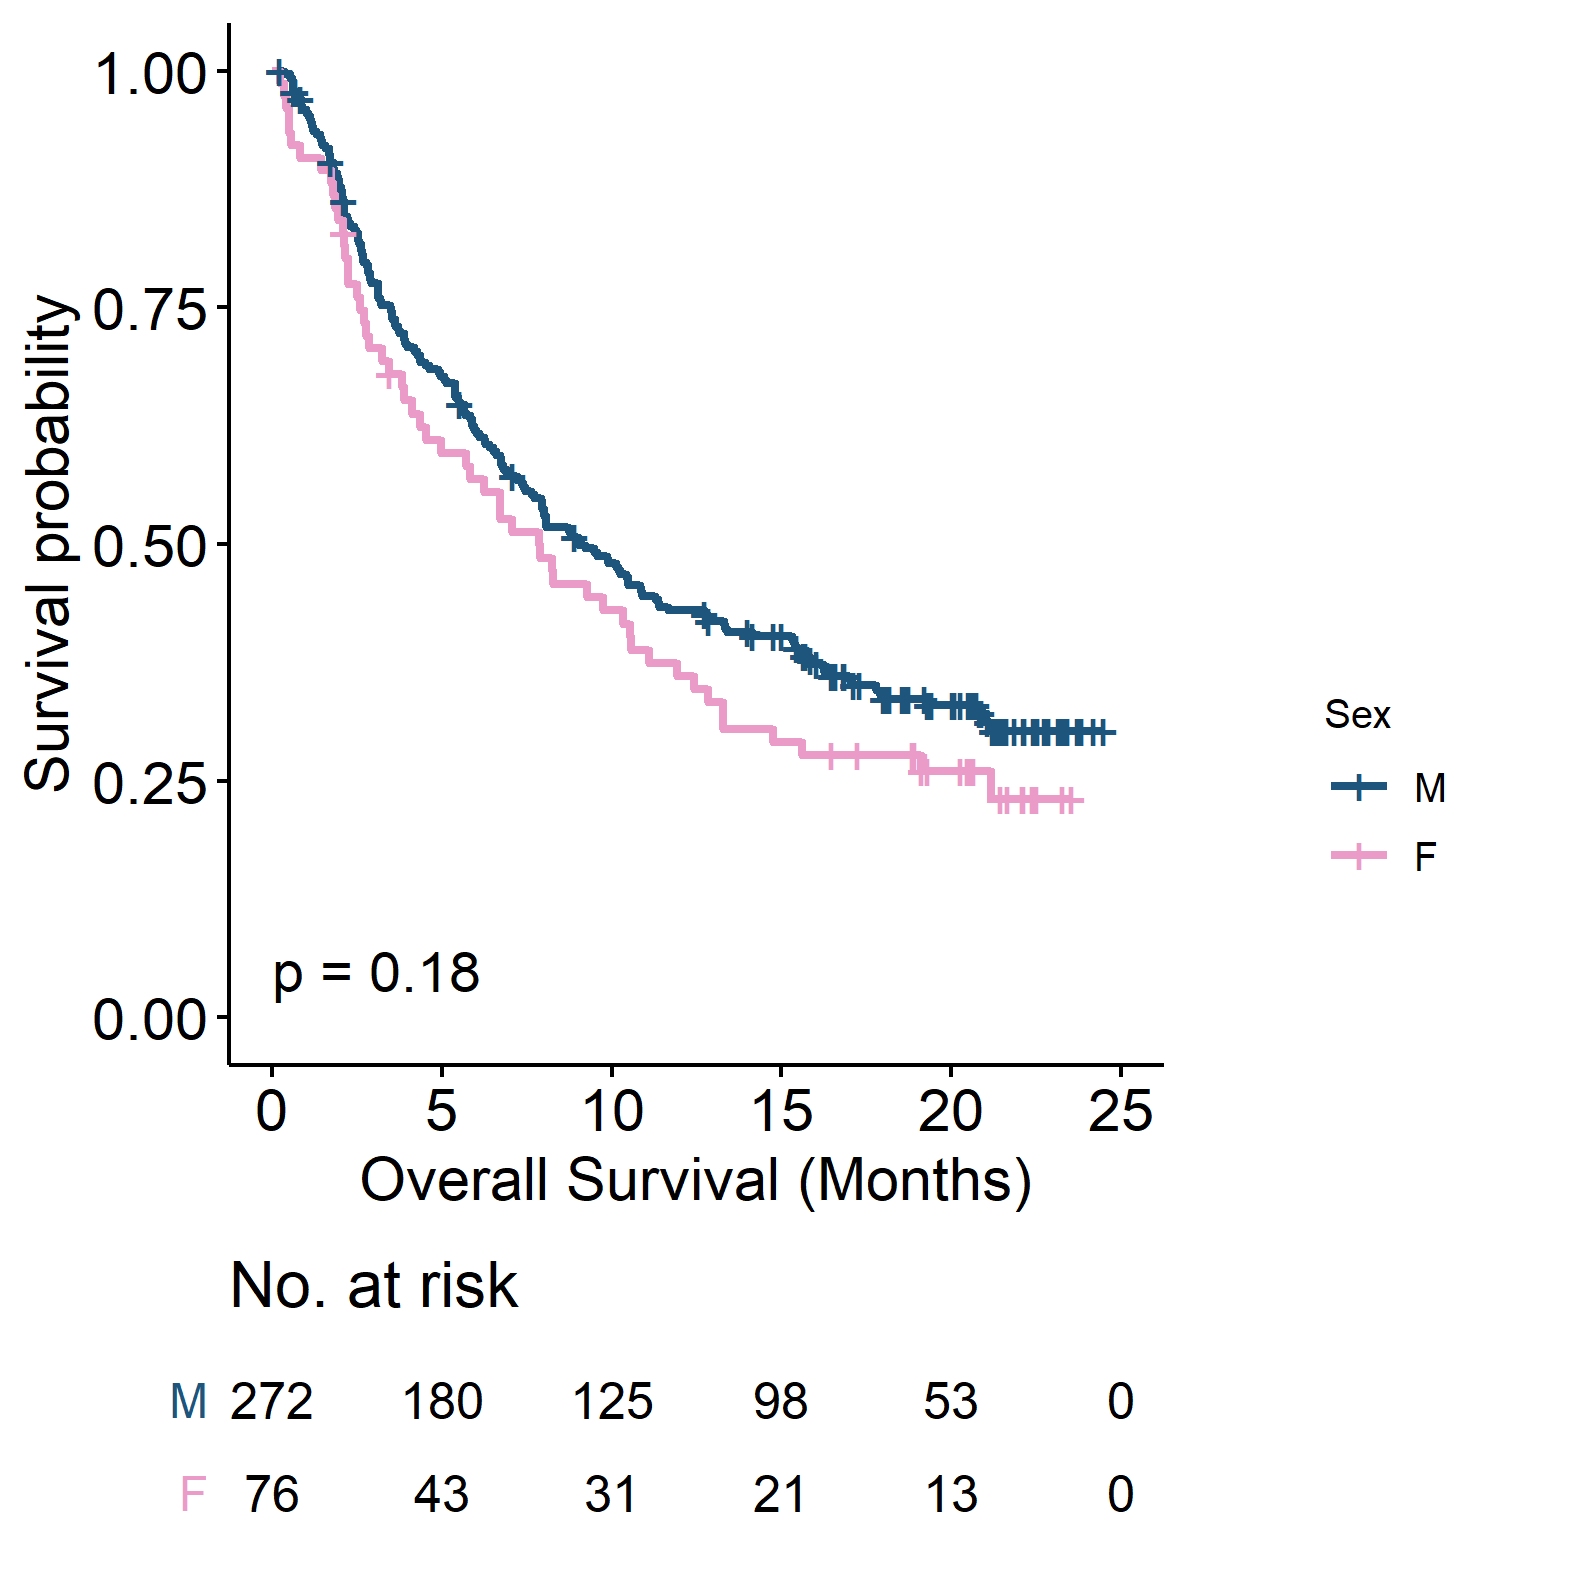 1.00
0.75
0.50
0.25
0.00
Survival probability
p = 0.18
0 5 10 15 20 25
Overall Survival (Months)
Sex
M
F
No. at risk
M 272 180 125 98 53 0
F 76 43 31 21 13 0